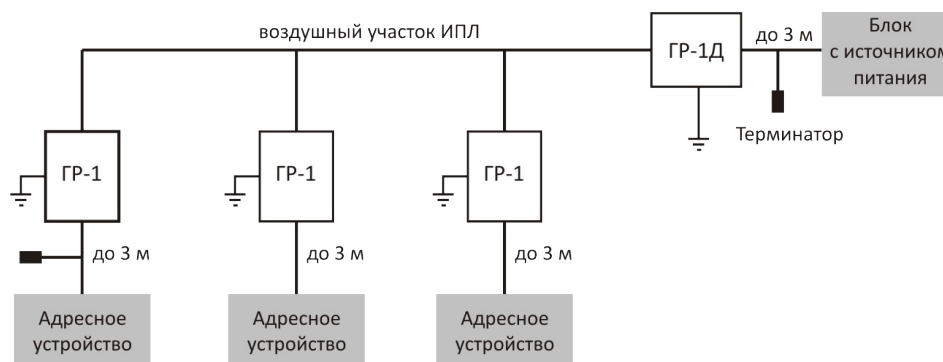 воздушный участок ИПЛ
ГР-1Д
до 3 м
Блок
с источником
питания
Терминатор
ГР-1
ГР-1
ГР-1
до 3 м
до 3 м
до 3 м
Адресное
устройство
Адресное
устройство
Адресное
устройство